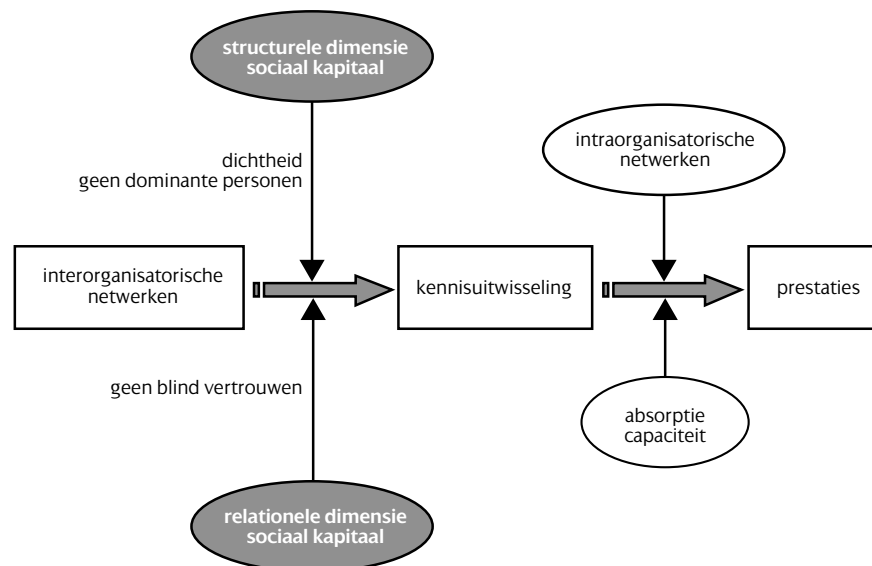 structurele dimensie
sociaal kapitaal
dichtheid
geen dominante personen
intraorganisatorische
netwerken
interorganisatorische
netwerken
kennisuitwisseling
prestaties
geen blind vertrouwen
absorptie
capaciteit
relationele dimensie
sociaal kapitaal